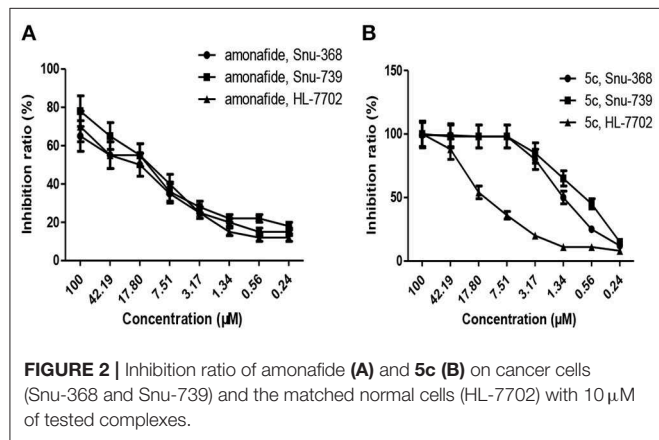 A
amonafide, Snu-368
amonafide, Snu-739
amonafide, HL-7702
Inhibition ratio (%)
100
80
60
40
20
0
100
42.19
17.80
7.51
3.17
1.34
0.56
0.24
Concentration (µM)
B
5c, Snu-368
5c, Snu-739
5c, HL-7702
Inhibition ratio (%)
150
100
50
0
100
42.19
17.80
7.51
3.17
1.34
0.56
0.24
Concentration (µM)
FIGURE 2 | Inhibition ratio of amonafide (A) and 5c (B) on cancer cells
(Snu-368 and Snu-739) and the matched normal cells (HL-7702) with 10 µM
of tested complexes.